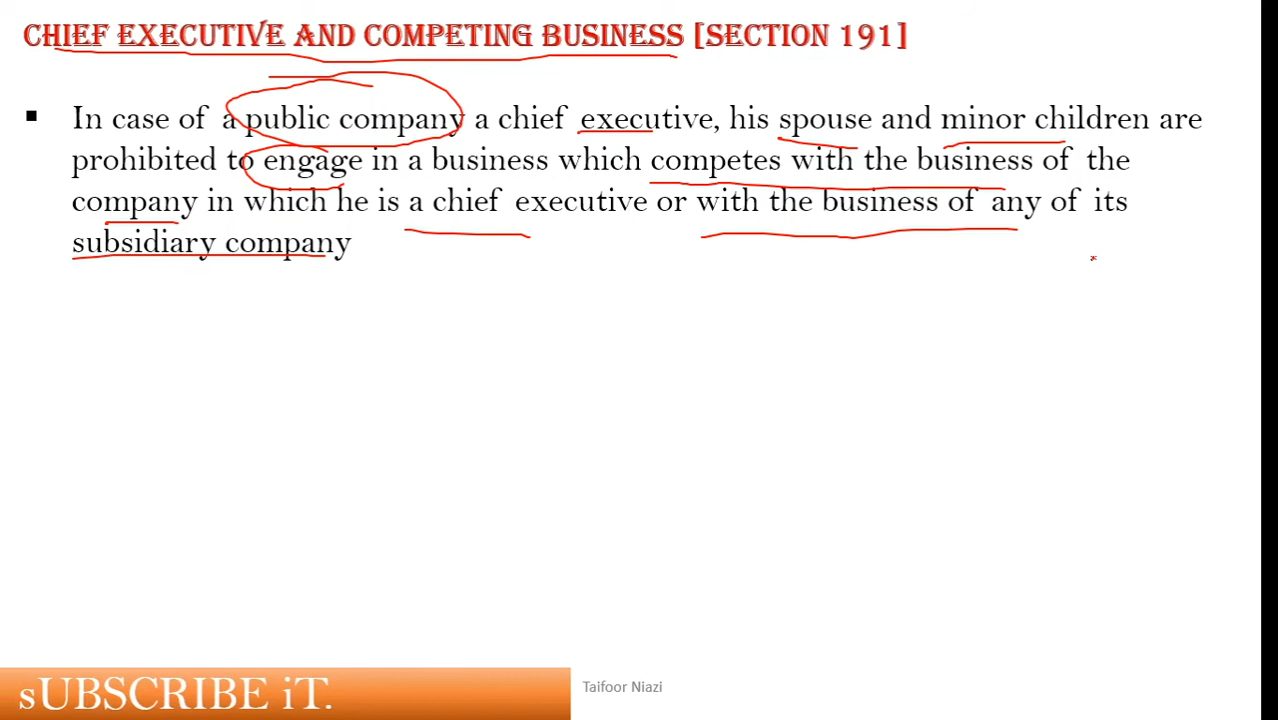 CHIEF EXECUTIVE AND COMPETING BUSINESS [SECTION 191]
▪ In case of a public company a chief executive, his spouse and minor children are
prohibited to engage in a business which competes with the business of the
company in which he is a chief executive or with the business of any of its
subsidiary company
sUBSCRIBE iT.
Taifoor Niazi